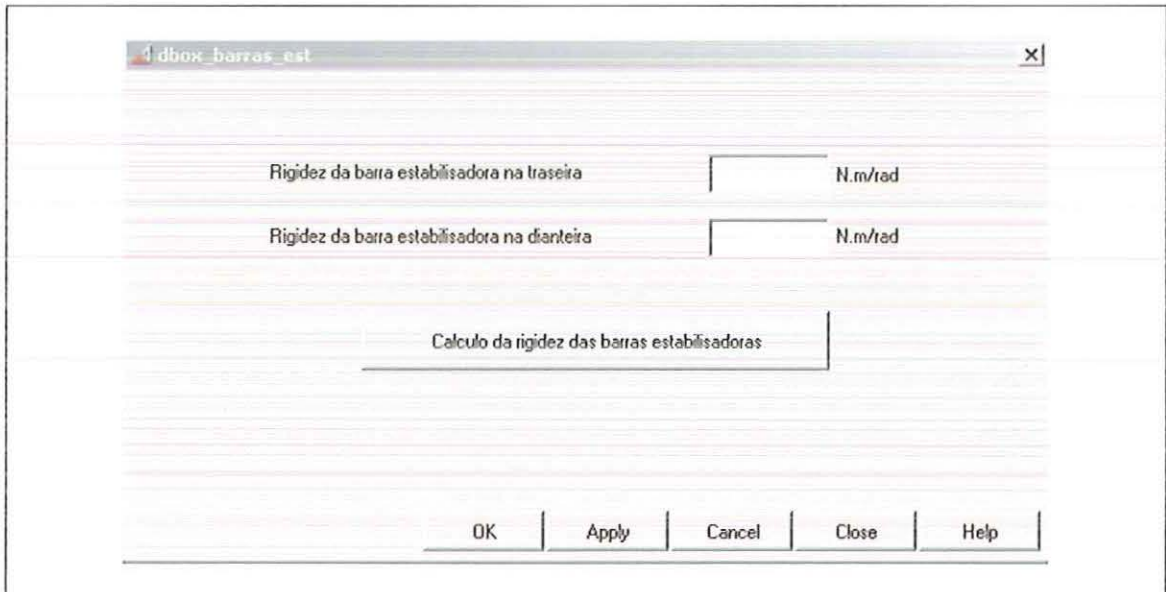 dbox_barras_est
Rigidez da barra estabilisadora na traseira N.m/rad
Rigidez da barra estabilisadora na dianteira N.m/rad
Calculo da rigidez das barras estabilisadoras
OK Apply Cancel Close Help